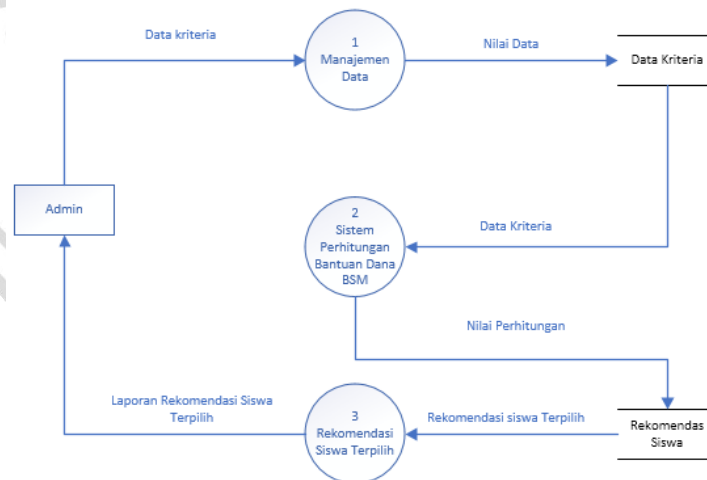 Data kriteria
1
Manajemen
Data
Nilai Data
Data Kriteria
Admin
2
Sistem
Perhitungan
Bantuan Dana
BSM
Data Kriteria
Nilai Perhitungan
Laporan Rekomendasi Siswa
Terpilih
3
Rekomendasi
Siswa Terpilih
Rekomendasi siswa Terpilih
Rekomendas
Siswa